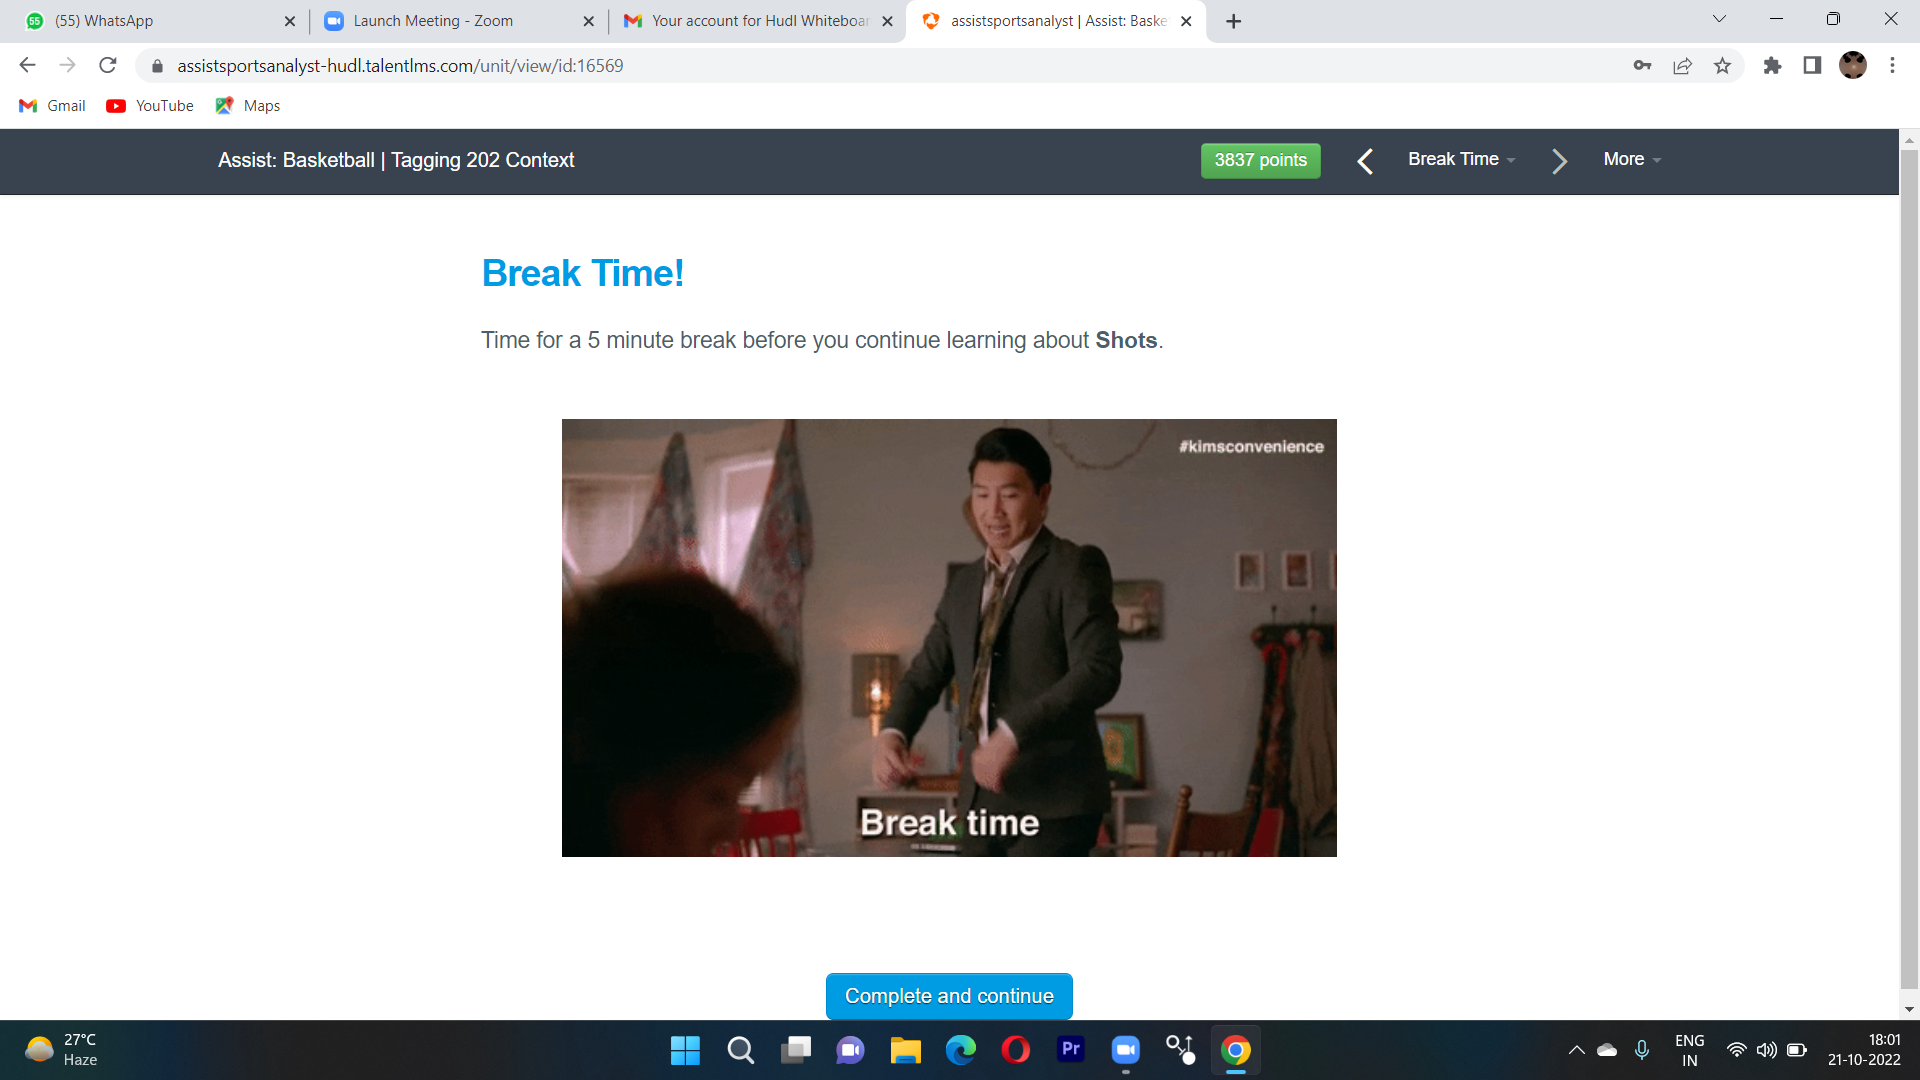 55
(55) WhatsApp
Launch Meeting - Zoom
Your account for Hudl Whiteboar
assistsportsanalyst | Assist: Baske
assistsportsanalyst-hudl.talentlms.com/unit/view/id:16569
Gmail
YouTube
Maps
Assist: Basketball | Tagging 202 Context
3837 points
Break Time
More
Break Time!
Time for a 5 minute break before you continue learning about Shots.
#kimsconvenience
Break time
Complete and continue
27°C
Haze
Pr
ENG
IN
18:01
21-10-2022